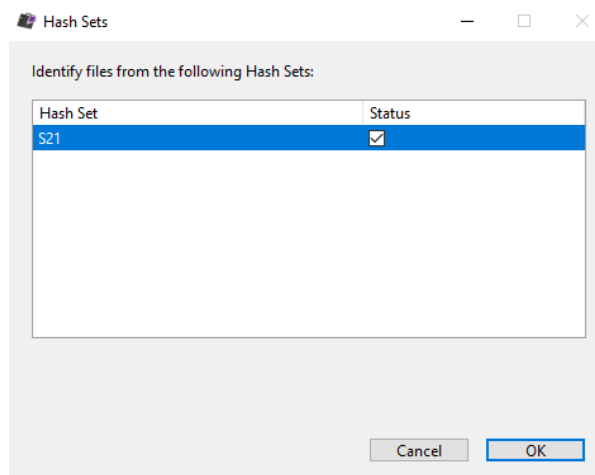 Hash Sets
Identify files from the following Hash Sets:
Hash Set Status
S21
Cancel OK